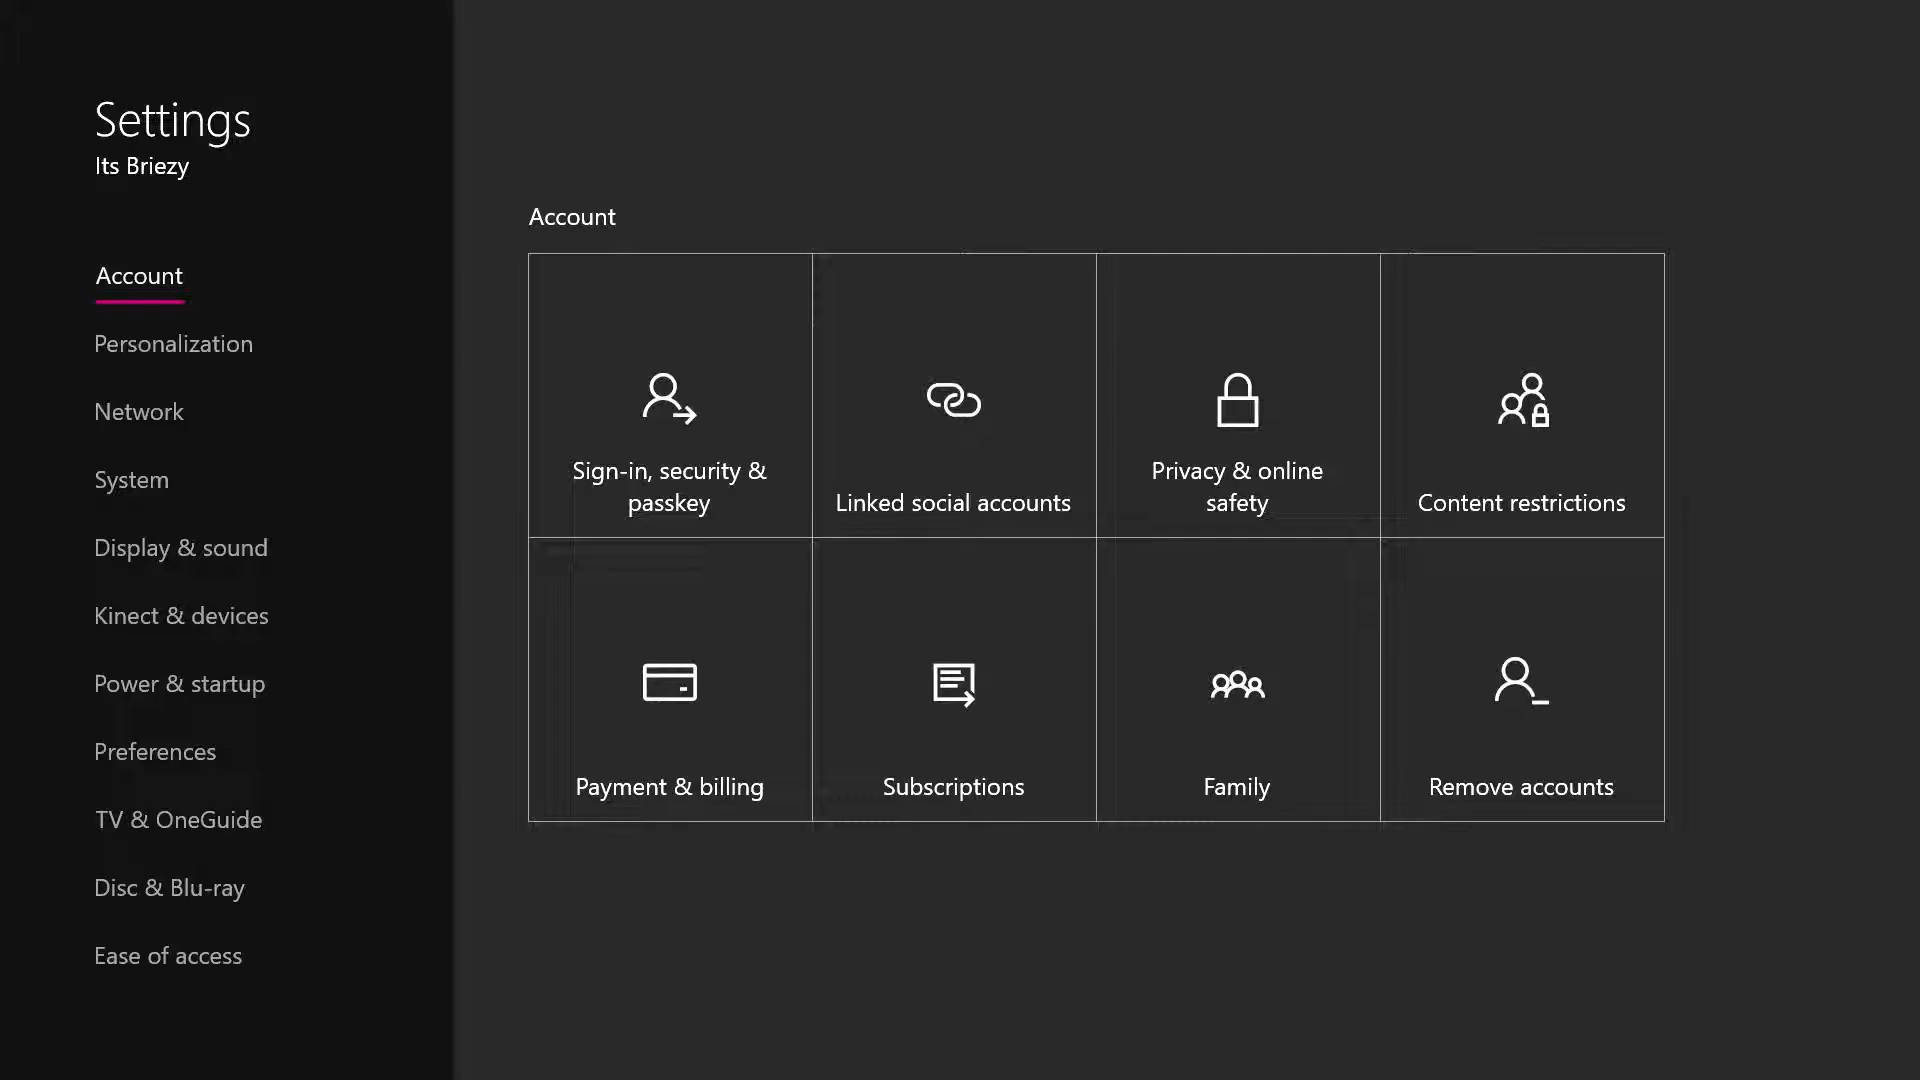 Settings
Its Briezy
Account
Personalization
Network
System
Display & sound
Kinect & devices
Power & startup
Preferences
TV & OneGuide
Disc & Blu-ray
Ease of access
Account
Sign-in, security &
passkey
Linked social accounts
Privacy & online
safety
Content restrictions
Payment & billing
Subscriptions
Family
Remove accounts